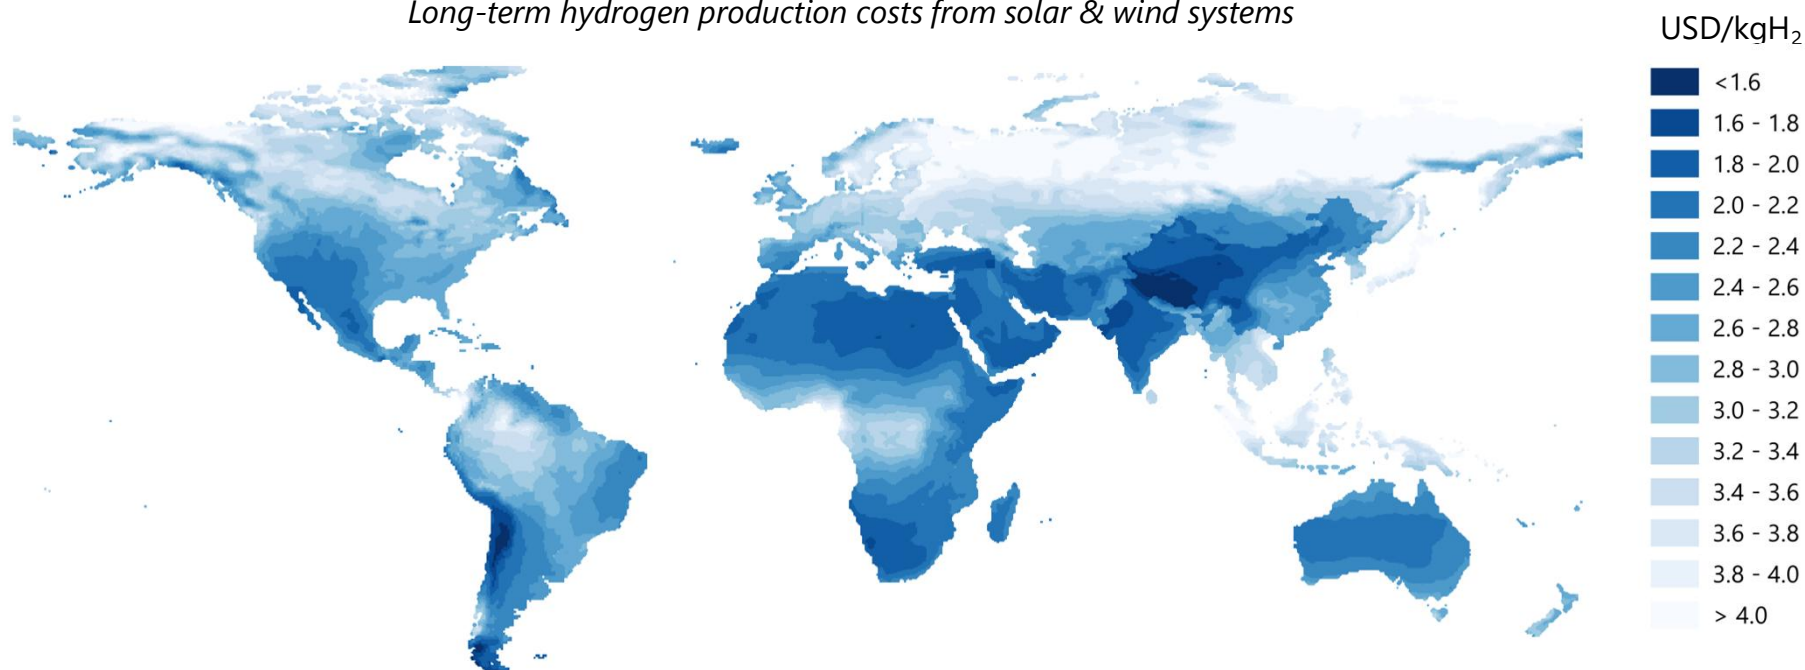 Long-term hydrogen production costs from solar & wind systems
USD/kgH₂
<1.6
1.6 - 1.8
1.8 - 2.0
2.0 - 2.2
2.2 - 2.4
2.4 - 2.6
2.6 - 2.8
2.8 - 3.0
3.0 - 3.2
3.2 - 3.4
3.4 - 3.6
3.6 - 3.8
3.8 - 4.0
> 4.0